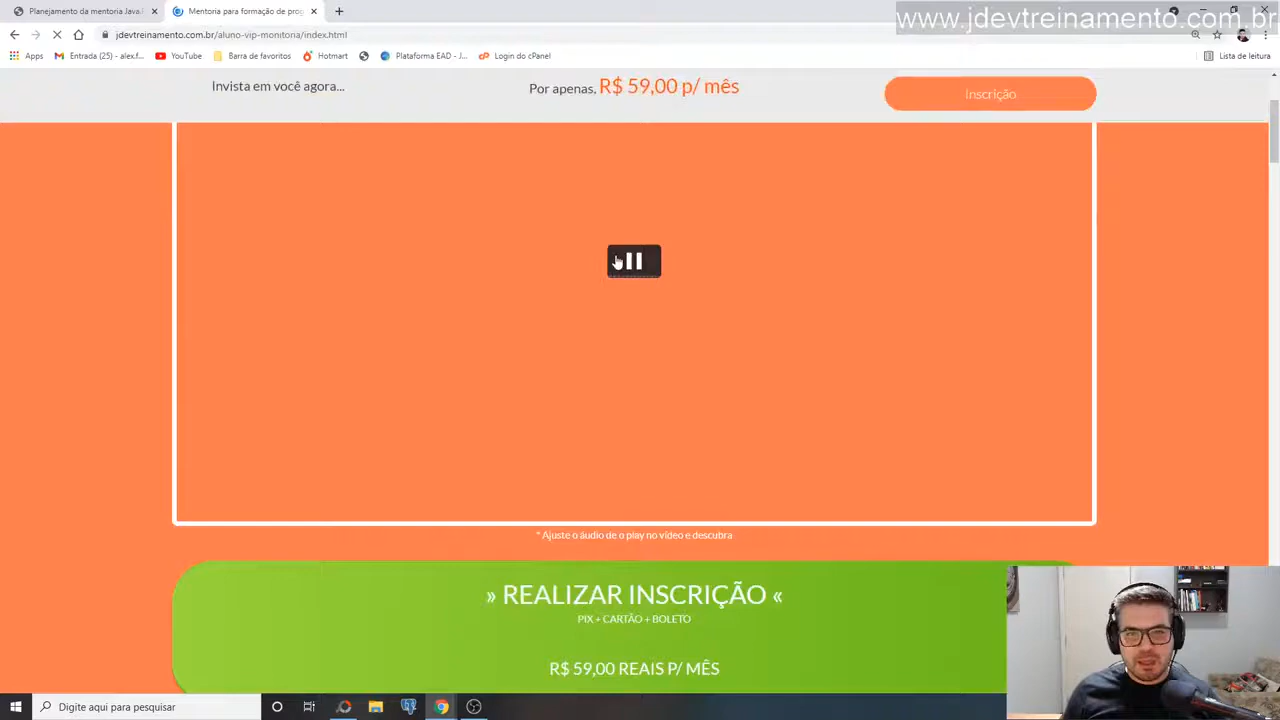 Planejamento da mentoria Java.
Mentoria para formação de prog
www.jdevtreinamento.com.br
jdevtreinamento.com.br/aluno-vip-monitoria/index.html
Apps
Entrada (25) - alex.f...
YouTube
Barra de favoritos
Hotmart
Plataforma EAD - J...
Login do cPanel
Lista de leitura
Invista em você agora...
Por apenas, R$ 59,00 p/ mês
Inscrição
* Ajuste o áudio de o play no vídeo e descubra
» REALIZAR INSCRIÇÃO «
PIX + CARTÃO + BOLETO
R$ 59,00 REAIS P/ MÊS
Digite aqui para pesquisar